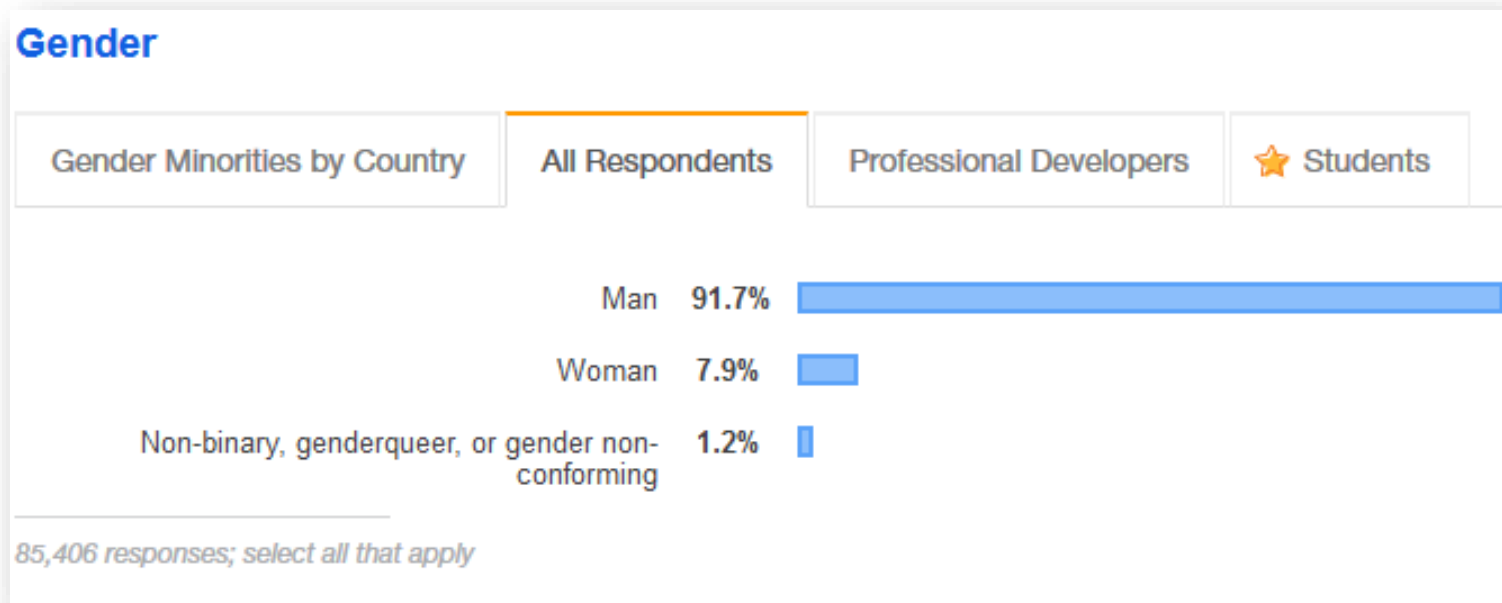 Gender
Gender Minorities by Country All Respondents Professional Developers Students
Man 91.7%
Woman 7.9%
Non-binary, genderqueer, or gender non- 1.2%
conforming
85,406 responses; select all that apply